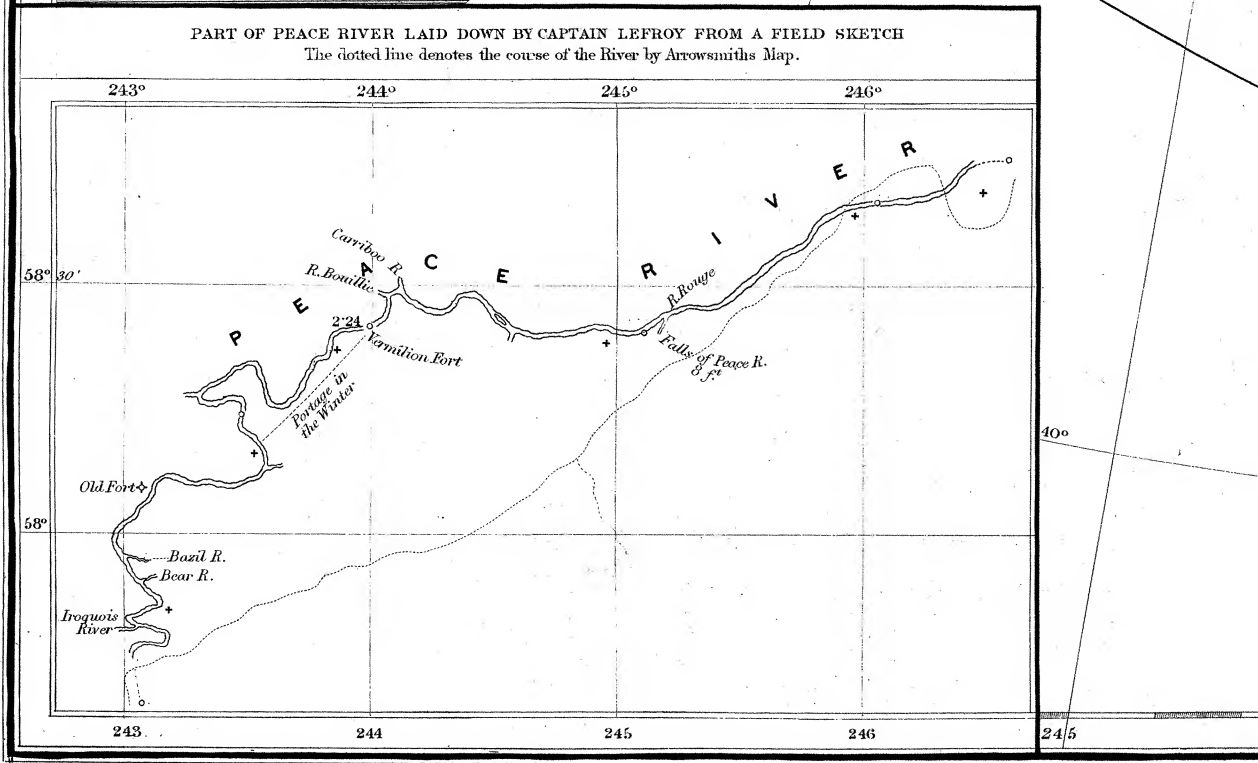 PART OF PEACE RIVER LAID DOWN BY CAPTAIN LEFROY FROM A FIELD SKETCH
The dotted line denotes the course of the River by Arrowsmiths Map.
243° 244° 245° 246°
PEACE RIVER
Carriboo R.
R. Bouillie
58° 30'
R. Rouge
2·24
Vermilion Fort
Falls of Peace R.
8 ft.
Portage in
the Winter
40°
Old Fort
58°
Bazil R.
Bear R.
Iroquois
River
243 244 245 246 245